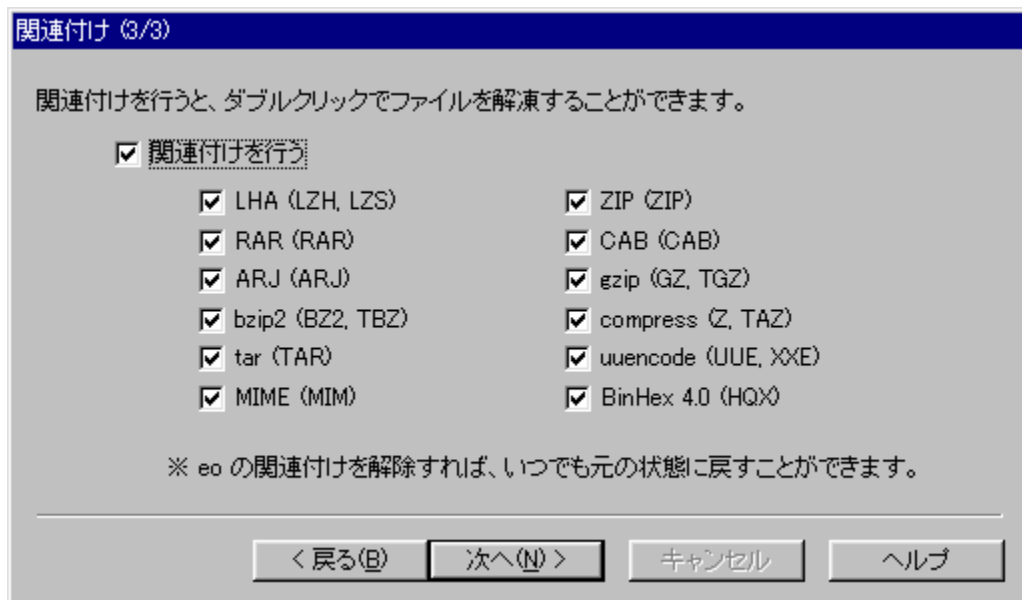 関連付け (3/3)
関連付けを行うと、ダブルクリックでファイルを解凍することができます。
関連付けを行う
LHA (LZH, LZS)
ZIP (ZIP)
RAR (RAR)
CAB (CAB)
ARJ (ARJ)
gzip (GZ, TGZ)
bzip2 (BZ2, TBZ)
compress (Z, TAZ)
tar (TAR)
uuencode (UUE, XXE)
MIME (MIM)
BinHex 4.0 (HQX)
※ eo の関連付けを解除すれば、いつでも元の状態に戻すことができます。
< 戻る(B) 次へ(N) > キャンセル ヘルプ